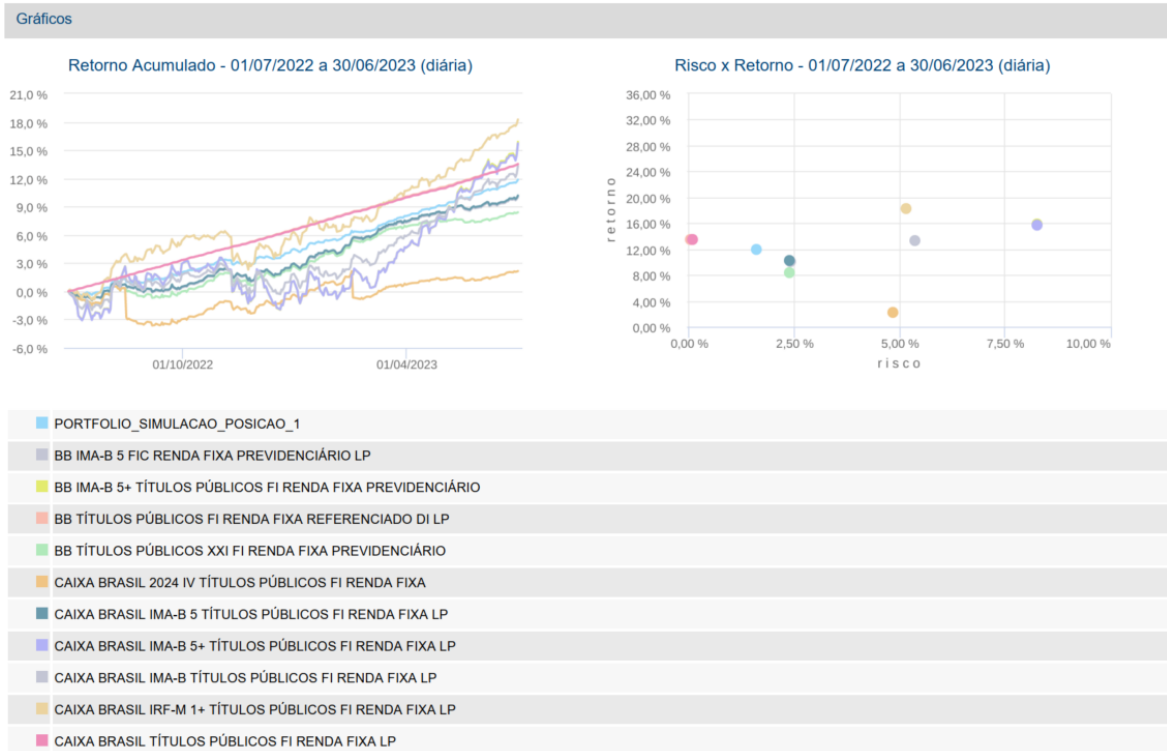 Gráficos
Retorno Acumulado - 01/07/2022 a 30/06/2023 (diária)
21,0 %
18,0 %
15,0 %
12,0 %
9,0 %
6,0 %
3,0 %
0,0 %
-3,0 %
-6,0 %
01/10/2022
01/04/2023
Risco x Retorno - 01/07/2022 a 30/06/2023 (diária)
36,00 %
32,00 %
28,00 %
24,00 %
20,00 %
16,00 %
12,00 %
8,00 %
4,00 %
0,00 %
retorno
0,00 %
2,50 %
5,00 %
7,50 %
10,00 %
risco
PORTFOLIO_SIMULACAO_POSICAO_1
BB IMA-B 5 FIC RENDA FIXA PREVIDENCIÁRIO LP
BB IMA-B 5+ TÍTULOS PÚBLICOS FI RENDA FIXA PREVIDENCIÁRIO
BB TÍTULOS PÚBLICOS FI RENDA FIXA REFERENCIADO DI LP
BB TÍTULOS PÚBLICOS XXI FI RENDA FIXA PREVIDENCIÁRIO
CAIXA BRASIL 2024 IV TÍTULOS PÚBLICOS FI RENDA FIXA
CAIXA BRASIL IMA-B 5 TÍTULOS PÚBLICOS FI RENDA FIXA LP
CAIXA BRASIL IMA-B 5+ TÍTULOS PÚBLICOS FI RENDA FIXA LP
CAIXA BRASIL IMA-B TÍTULOS PÚBLICOS FI RENDA FIXA LP
CAIXA BRASIL IRF-M 1+ TÍTULOS PÚBLICOS FI RENDA FIXA LP
CAIXA BRASIL TÍTULOS PÚBLICOS FI RENDA FIXA LP